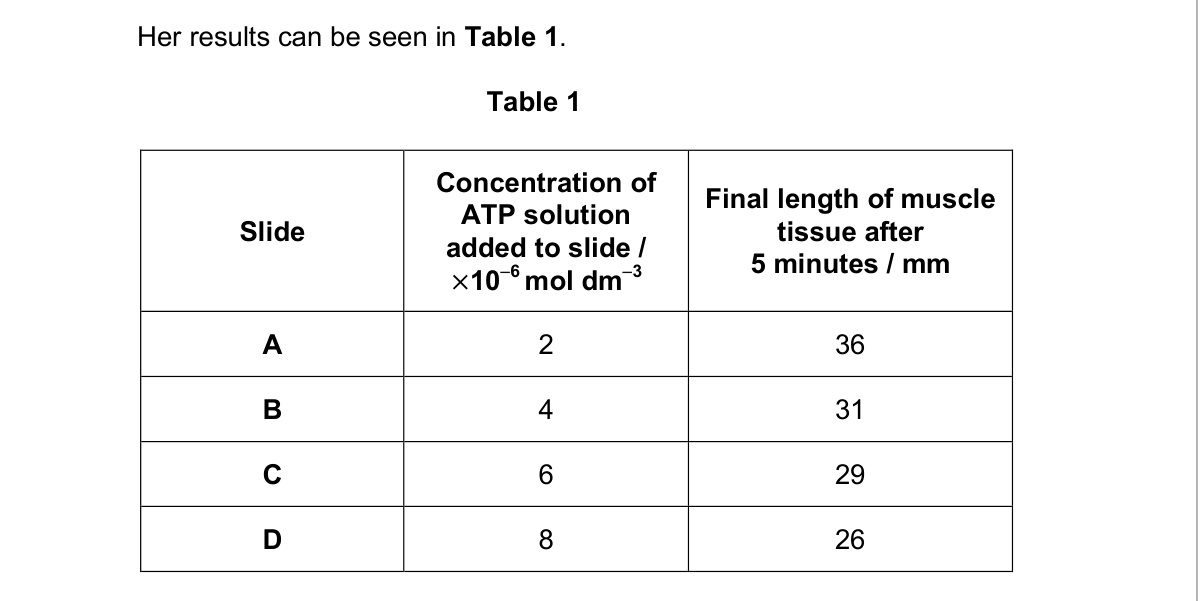 Her results can be seen in Table 1.
Table 1
Slide
Concentration of
ATP solution
added to slide /
×10⁻⁶ mol dm⁻³
Final length of muscle
tissue after
5 minutes / mm
A 2 36
B 4 31
C 6 29
D 8 26